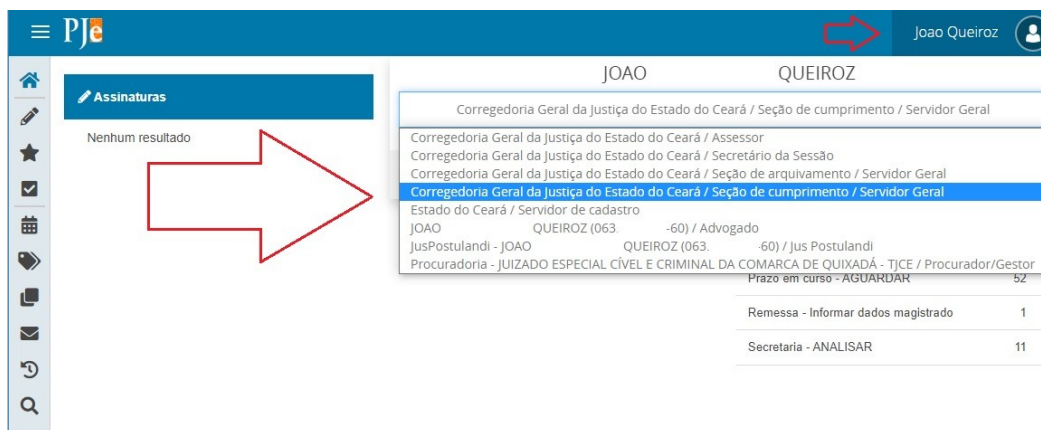 PJe
Joao Queiroz
JOAO QUEIROZ
Assinaturas
Nenhum resultado
Corregedoria Geral da Justiça do Estado do Ceará / Seção de cumprimento / Servidor Geral
Corregedoria Geral da Justiça do Estado do Ceará / Assessor
Corregedoria Geral da Justiça do Estado do Ceará / Secretário da Sessão
Corregedoria Geral da Justiça do Estado do Ceará / Seção de arquivamento / Servidor Geral
Corregedoria Geral da Justiça do Estado do Ceará / Seção de cumprimento / Servidor Geral
Estado do Ceará / Servidor de cadastro
JOAO QUEIROZ (063. -60) / Advogado
JusPostulandi - JOAO QUEIROZ (063. -60) / Jus Postulandi
Procuradoria - JUIZADO ESPECIAL CÍVEL E CRIMINAL DA COMARCA DE QUIXADÁ - TJCE / Procurador/Gestor
Prazo em curso - AGUARDAR 52
Remessa - Informar dados magistrado 1
Secretaria - ANALISAR 11